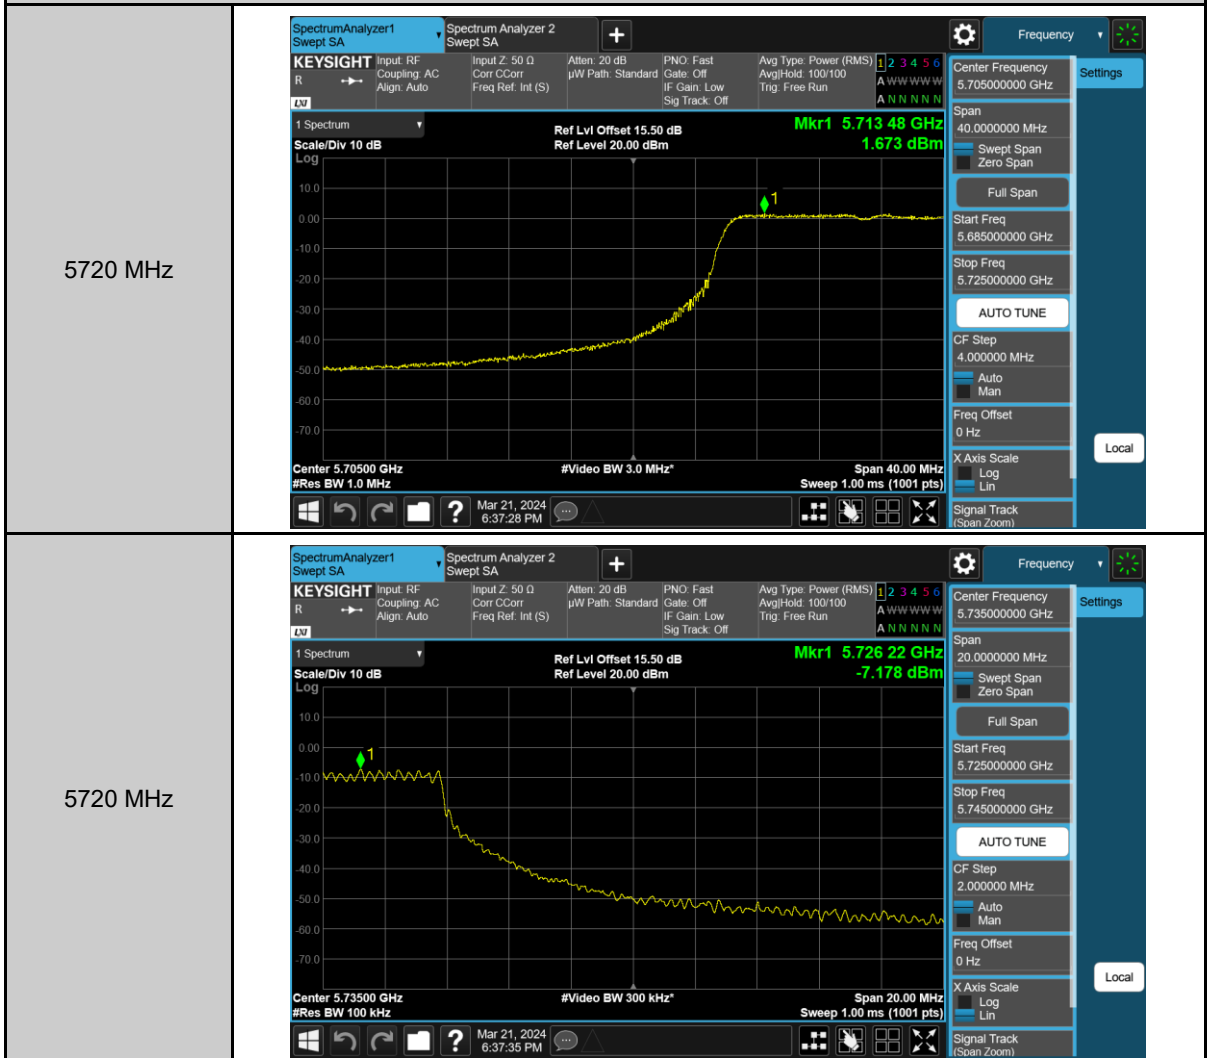 5720 MHz
SpectrumAnalyzer1
Swept SA
Spectrum Analyzer 2
Swept SA
+
Frequency
KEYSIGHT
R
LXI
Input: RF
Coupling: AC
Align: Auto
Input Z: 50 Ω
Corr CCorr
Freq Ref: Int (S)
Atten: 20 dB
µW Path: Standard
PNO: Fast
Gate: Off
IF Gain: Low
Sig Track: Off
Avg Type: Power (RMS)
Avg|Hold: 100/100
Trig: Free Run
1 2 3 4 5 6
A W W W W W
A N N N N N
1 Spectrum
Scale/Div 10 dB
Log
Ref Lvl Offset 15.50 dB
Ref Level 20.00 dBm
Mkr1 5.713 48 GHz
1.673 dBm
1
10.0
0.00
-10.0
-20.0
-30.0
-40.0
-50.0
-60.0
-70.0
Center 5.70500 GHz
#Res BW 1.0 MHz
#Video BW 3.0 MHz*
Span 40.00 MHz
Sweep 1.00 ms (1001 pts)
?
Mar 21, 2024
6:37:28 PM
Center Frequency
5.705000000 GHz
Settings
Span
40.0000000 MHz
Swept Span
Zero Span
Full Span
Start Freq
5.685000000 GHz
Stop Freq
5.725000000 GHz
AUTO TUNE
CF Step
4.000000 MHz
Auto
Man
Freq Offset
0 Hz
X Axis Scale
Log
Lin
Local
Signal Track
(Span Zoom)
5720 MHz
SpectrumAnalyzer1
Swept SA
Spectrum Analyzer 2
Swept SA
+
Frequency
KEYSIGHT
R
LXI
Input: RF
Coupling: AC
Align: Auto
Input Z: 50 Ω
Corr CCorr
Freq Ref: Int (S)
Atten: 20 dB
µW Path: Standard
PNO: Fast
Gate: Off
IF Gain: Low
Sig Track: Off
Avg Type: Power (RMS)
Avg|Hold: 100/100
Trig: Free Run
1 2 3 4 5 6
A W W W W W
A N N N N N
1 Spectrum
Scale/Div 10 dB
Log
Ref Lvl Offset 15.50 dB
Ref Level 20.00 dBm
Mkr1 5.726 22 GHz
-7.178 dBm
1
10.0
0.00
-10.0
-20.0
-30.0
-40.0
-50.0
-60.0
-70.0
Center 5.73500 GHz
#Res BW 100 kHz
#Video BW 300 kHz*
Span 20.00 MHz
Sweep 1.00 ms (1001 pts)
?
Mar 21, 2024
6:37:35 PM
Center Frequency
5.735000000 GHz
Settings
Span
20.0000000 MHz
Swept Span
Zero Span
Full Span
Start Freq
5.725000000 GHz
Stop Freq
5.745000000 GHz
AUTO TUNE
CF Step
2.000000 MHz
Auto
Man
Freq Offset
0 Hz
X Axis Scale
Log
Lin
Local
Signal Track
(Span Zoom)